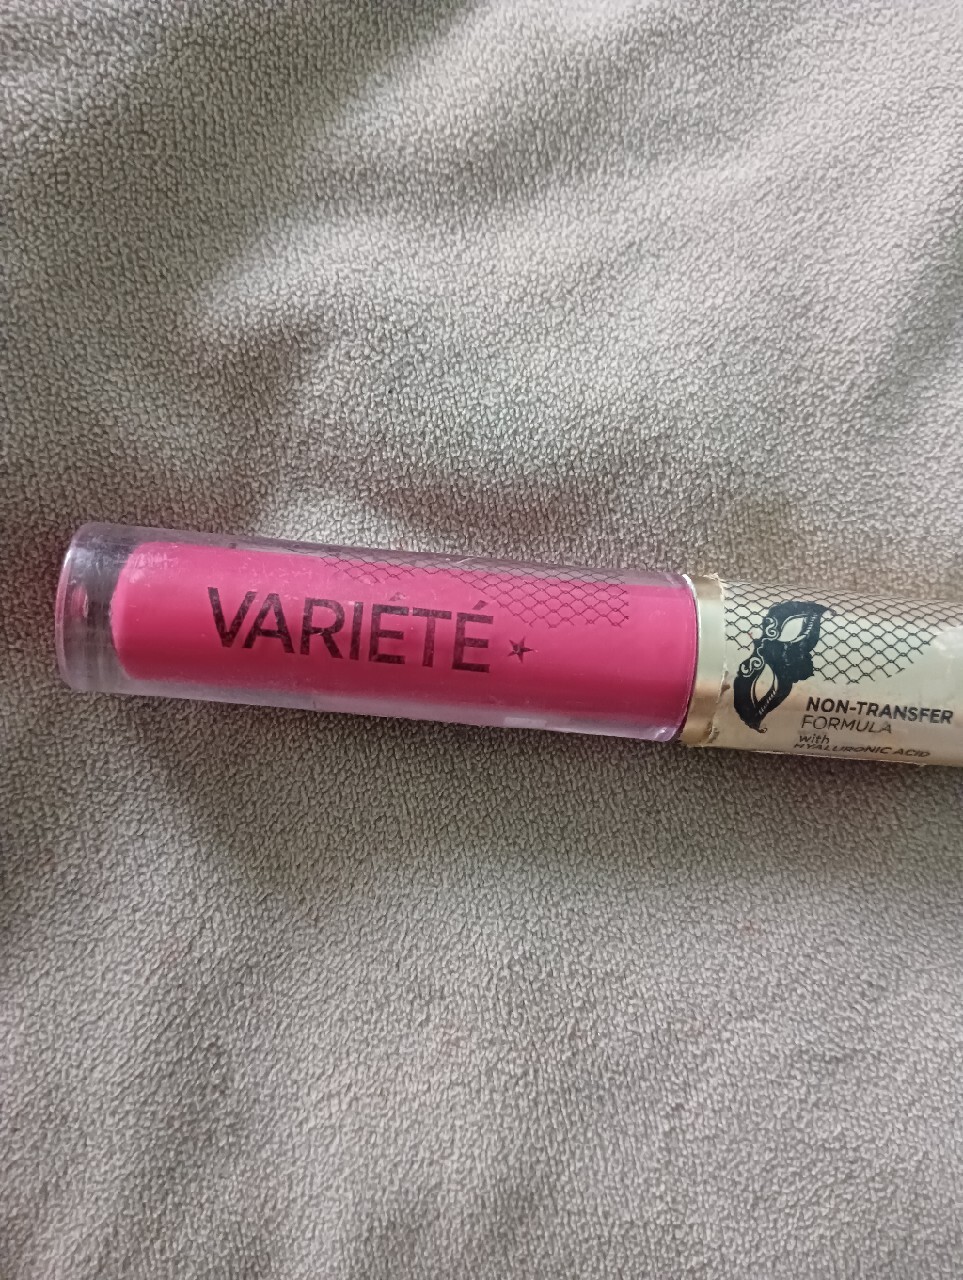 VARIÉTÉ
NON-TRANSFER
FORMULA
with
HYALURONIC ACID